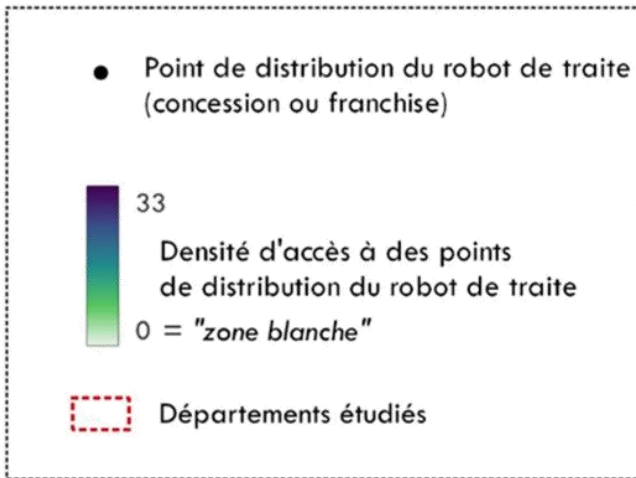 Point de distribution du robot de traite
(concession ou franchise)
33
Densité d'accès à des points
de distribution du robot de traite
0 = "zone blanche"
Départements étudiés